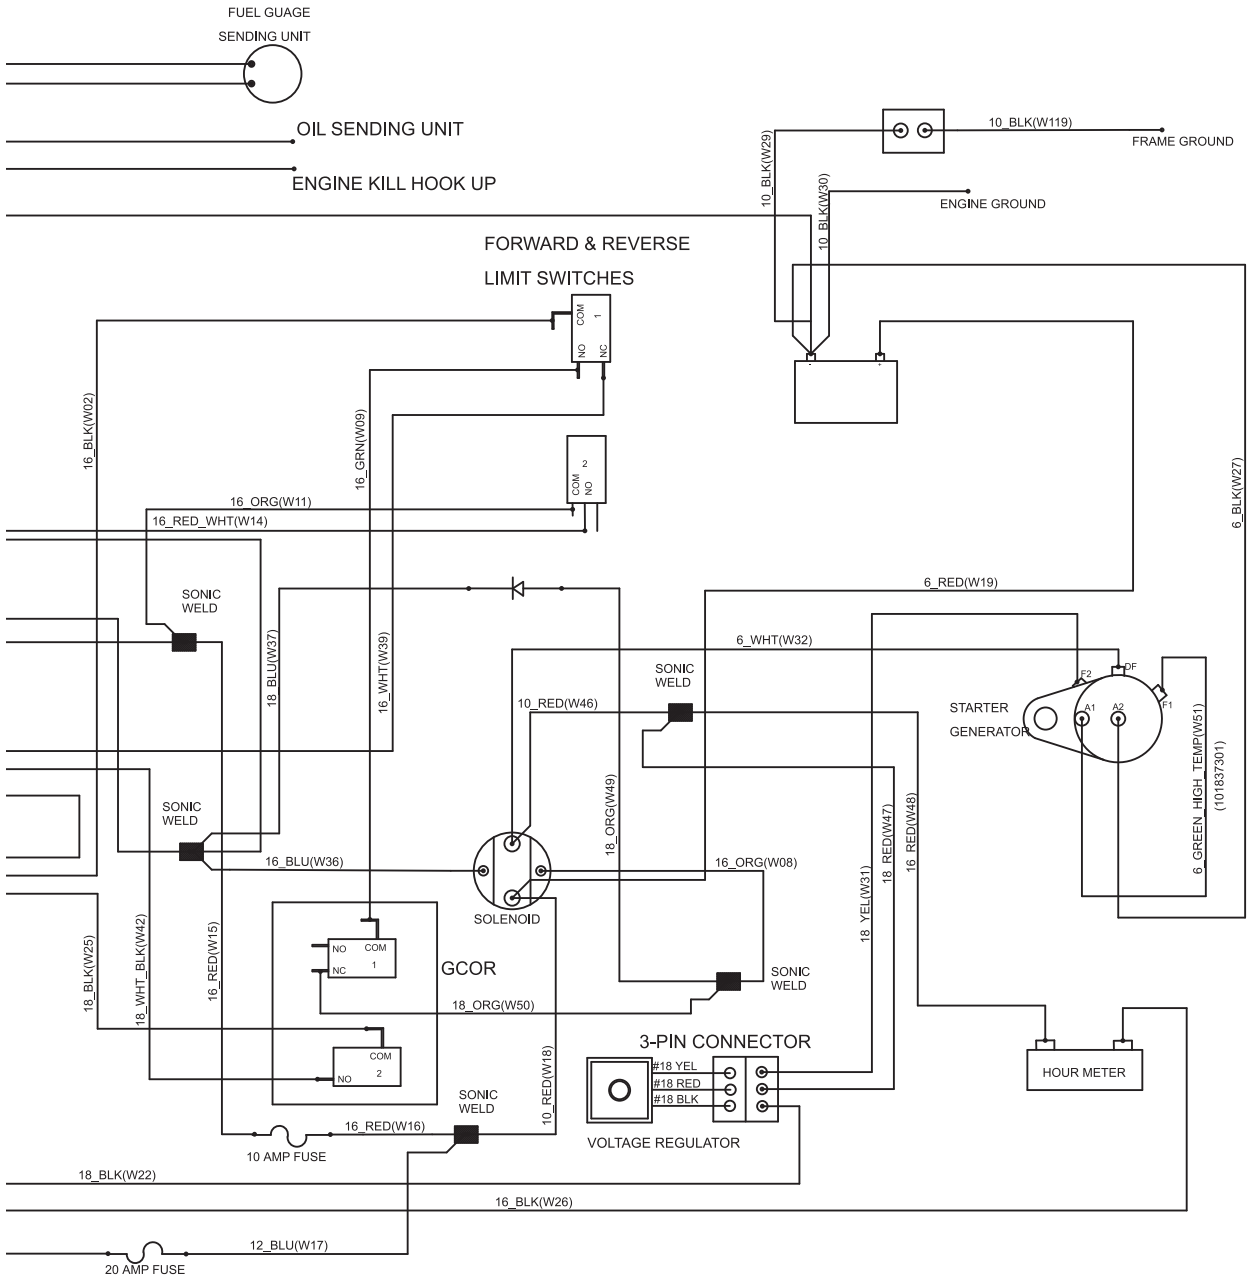 FUEL GUAGE
SENDING UNIT
OIL SENDING UNIT
ENGINE KILL HOOK UP
10_BLK(W119)
FRAME GROUND
10_BLK(W29)
10_BLK(W30)
ENGINE GROUND
FORWARD & REVERSE
LIMIT SWITCHES
COM
1
NO
NC
-
+
16_BLK(W02)
16_GRN(W09)
2
COM
NO
6_BLK(W27)
16_ORG(W11)
16_RED_WHT(W14)
6_RED(W19)
SONIC
WELD
18_BLU(W37)
16_WHT(W39)
6_WHT(W32)
SONIC
WELD
10_RED(W46)
F2
DF
F1
A1
A2
STARTER
GENERATOR
6_GREEN_HIGH_TEMP(W51)
(101837301)
SONIC
WELD
18_ORG(W49)
18_RED(W47)
16_RED(W48)
16_BLU(W36)
16_ORG(W08)
18_YEL(W31)
SOLENOID
18_BLK(W25)
18_WHT_BLK(W42)
16_RED(W15)
NO
COM
NC
1
GCOR
SONIC
WELD
18_ORG(W50)
10_RED(W18)
3-PIN CONNECTOR
COM
NO
2
#18 YEL
#18 RED
#18 BLK
HOUR METER
SONIC
WELD
16_RED(W16)
VOLTAGE REGULATOR
10 AMP FUSE
18_BLK(W22)
16_BLK(W26)
12_BLU(W17)
20 AMP FUSE